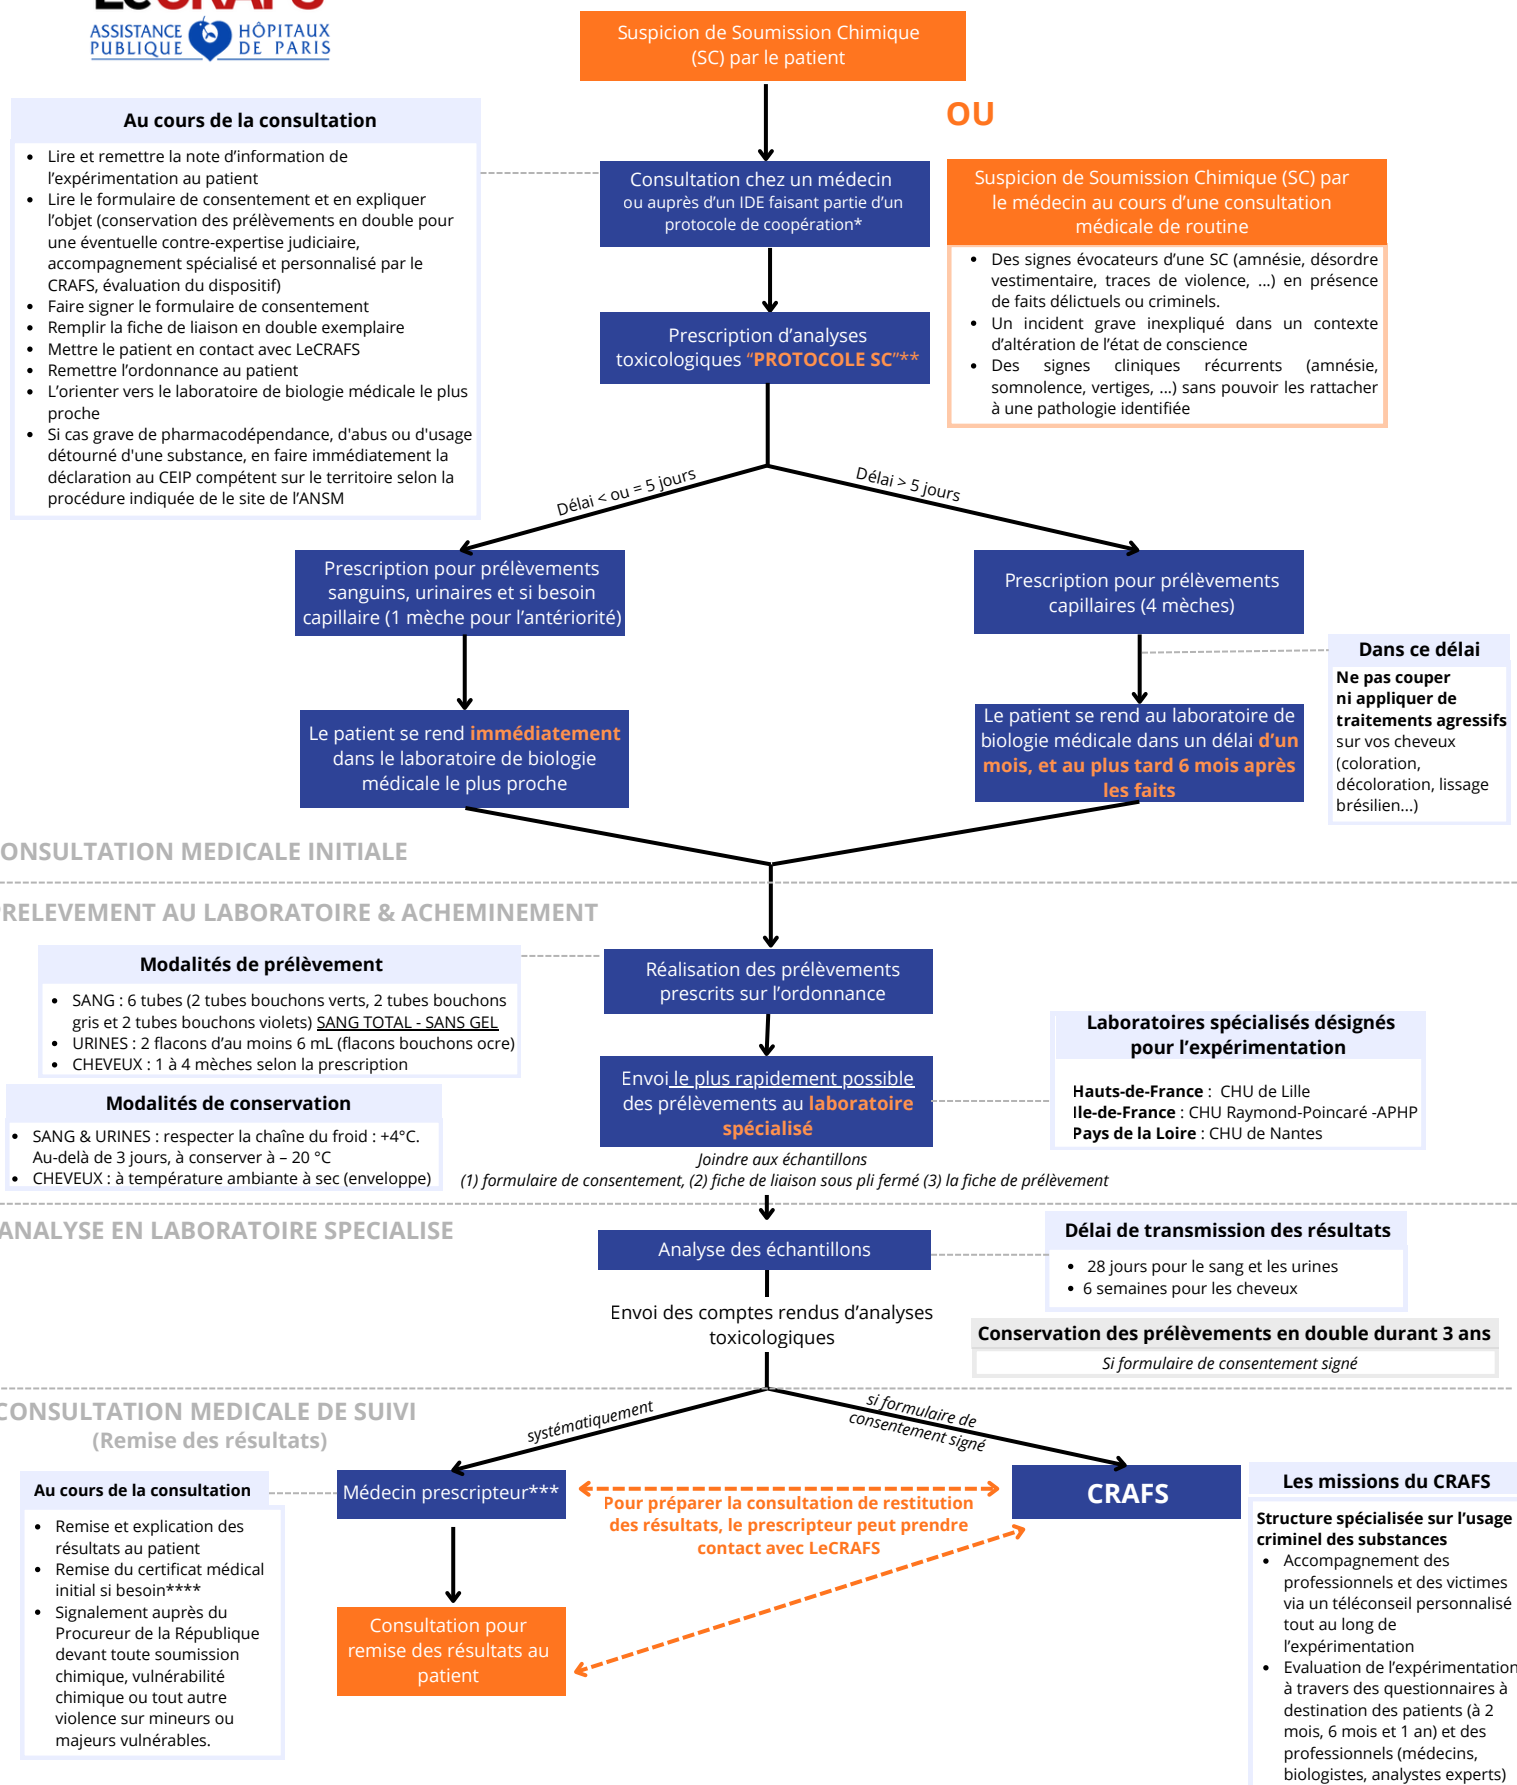 LeCRAFS
ASSISTANCE HÔPITAUX
PUBLIQUE DE PARIS
Suspicion de Soumission Chimique
(SC) par le patient
OU
Au cours de la consultation
• Lire et remettre la note d’information de
l’expérimentation au patient
• Lire le formulaire de consentement et en expliquer
l’objet (conservation des prélèvements en double pour
une éventuelle contre-expertise judiciaire,
accompagnement spécialisé et personnalisé par le
CRAFS, évaluation du dispositif)
• Faire signer le formulaire de consentement
• Remplir la fiche de liaison en double exemplaire
• Mettre le patient en contact avec LeCRAFS
• Remettre l’ordonnance au patient
• L’orienter vers le laboratoire de biologie médicale le plus
proche
• Si cas grave de pharmacodépendance, d'abus ou d'usage
détourné d'une substance, en faire immédiatement la
déclaration au CEIP compétent sur le territoire selon la
procédure indiquée de le site de l’ANSM
Consultation chez un médecin
ou auprès d’un IDE faisant partie d’un
protocole de coopération*
Suspicion de Soumission Chimique (SC) par
le médecin au cours d’une consultation
médicale de routine
• Des signes évocateurs d’une SC (amnésie, désordre
vestimentaire, traces de violence, ...) en présence
de faits délictuels ou criminels.
• Un incident grave inexpliqué dans un contexte
d’altération de l’état de conscience
• Des signes cliniques récurrents (amnésie,
somnolence, vertiges, ...) sans pouvoir les rattacher
à une pathologie identifiée
Prescription d’analyses
toxicologiques “PROTOCOLE SC”**
Délai < ou = 5 jours
Délai > 5 jours
Prescription pour prélèvements
sanguins, urinaires et si besoin
capillaire (1 mèche pour l’antériorité)
Prescription pour prélèvements
capillaires (4 mèches)
Dans ce délai
Ne pas couper
ni appliquer de
traitements agressifs
sur vos cheveux
(coloration,
décoloration, lissage
brésilien...)
Le patient se rend immédiatement
dans le laboratoire de biologie
médicale le plus proche
Le patient se rend au laboratoire de
biologie médicale dans un délai d’un
mois, et au plus tard 6 mois après
les faits
ONSULTATION MEDICALE INITIALE
PRELEVEMENT AU LABORATOIRE & ACHEMINEMENT
Modalités de prélèvement
• SANG : 6 tubes (2 tubes bouchons verts, 2 tubes bouchons
gris et 2 tubes bouchons violets) SANG TOTAL - SANS GEL
• URINES : 2 flacons d’au moins 6 mL (flacons bouchons ocre)
• CHEVEUX : 1 à 4 mèches selon la prescription
Modalités de conservation
• SANG & URINES : respecter la chaîne du froid : +4°C.
Au-delà de 3 jours, à conserver à – 20 °C
• CHEVEUX : à température ambiante à sec (enveloppe)
Réalisation des prélèvements
prescrits sur l’ordonnance
Envoi le plus rapidement possible
des prélèvements au laboratoire
spécialisé
Joindre aux échantillons
(1) formulaire de consentement, (2) fiche de liaison sous pli fermé (3) la fiche de prélèvement
Laboratoires spécialisés désignés
pour l’expérimentation
Hauts-de-France : CHU de Lille
Ile-de-France : CHU Raymond-Poincaré -APHP
Pays de la Loire : CHU de Nantes
ANALYSE EN LABORATOIRE SPECIALISE
Analyse des échantillons
Délai de transmission des résultats
• 28 jours pour le sang et les urines
• 6 semaines pour les cheveux
Envoi des comptes rendus d’analyses
toxicologiques
Conservation des prélèvements en double durant 3 ans
Si formulaire de consentement signé
CONSULTATION MEDICALE DE SUIVI
(Remise des résultats)
systématiquement
si formulaire de
consentement signé
Au cours de la consultation
• Remise et explication des
résultats au patient
• Remise du certificat médical
initial si besoin****
• Signalement auprès du
Procureur de la République
devant toute soumission
chimique, vulnérabilité
chimique ou tout autre
violence sur mineurs ou
majeurs vulnérables.
Médecin prescripteur***
Pour préparer la consultation de restitution
des résultats, le prescripteur peut prendre
contact avec LeCRAFS
CRAFS
Consultation pour
remise des résultats au
patient
Les missions du CRAFS
Structure spécialisée sur l’usage
criminel des substances
• Accompagnement des
professionnels et des victimes
via un téléconseil personnalisé
tout au long de
l’expérimentation
• Evaluation de l’expérimentation
à travers des questionnaires à
destination des patients (à 2
mois, 6 mois et 1 an) et des
professionnels (médecins,
biologistes, analystes experts)